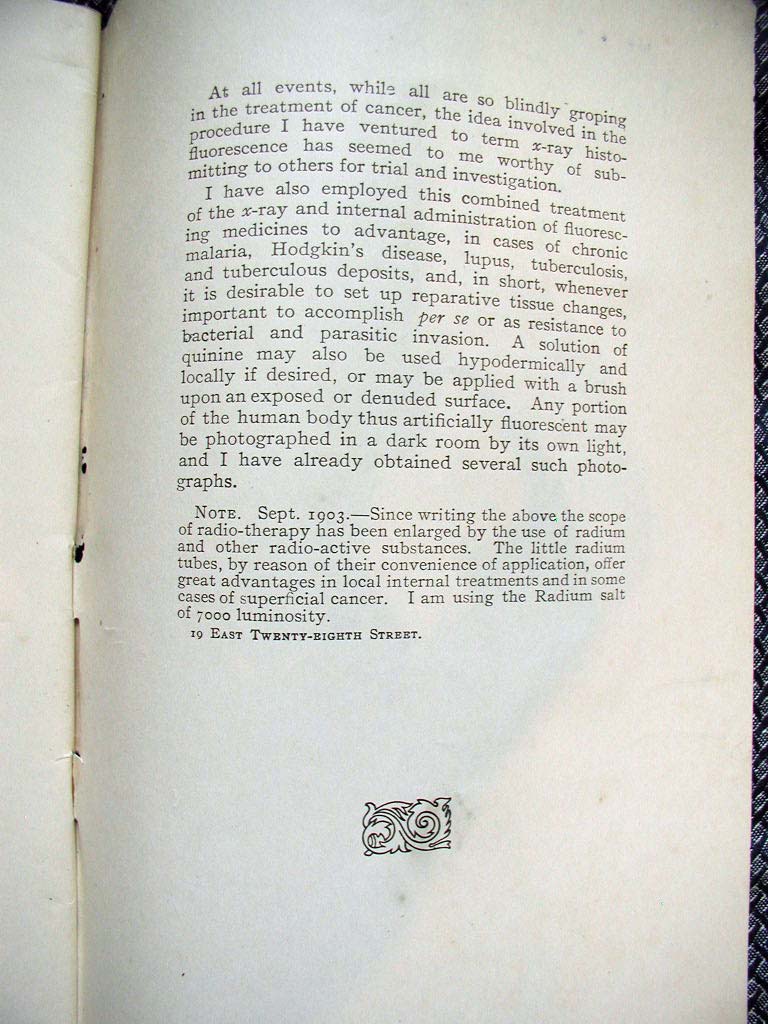 At all events, while all are so blindly groping
in the treatment of cancer, the idea involved in the
procedure I have ventured to term x-ray histo-
fluorescence has seemed to me worthy of sub-
mitting to others for trial and investigation.
I have also employed this combined treatment
of the x-ray and internal administration of fluoresc-
ing medicines to advantage, in cases of chronic
malaria, Hodgkin's disease, lupus, tuberculosis,
and tuberculous deposits, and, in short, whenever
it is desirable to set up reparative tissue changes,
important to accomplish per se or as resistance to
bacterial and parasitic invasion. A solution of
quinine may also be used hypodermically and
locally if desired, or may be applied with a brush
upon an exposed or denuded surface. Any portion
of the human body thus artificially fluorescent may
be photographed in a dark room by its own light,
and I have already obtained several such photo-
graphs.
NOTE. Sept. 1903.—Since writing the above the scope
of radio-therapy has been enlarged by the use of radium
and other radio-active substances. The little radium
tubes, by reason of their convenience of application, offer
great advantages in local internal treatments and in some
cases of superficial cancer. I am using the Radium salt
of 7000 luminosity.
19 EAST TWENTY-EIGHTH STREET.